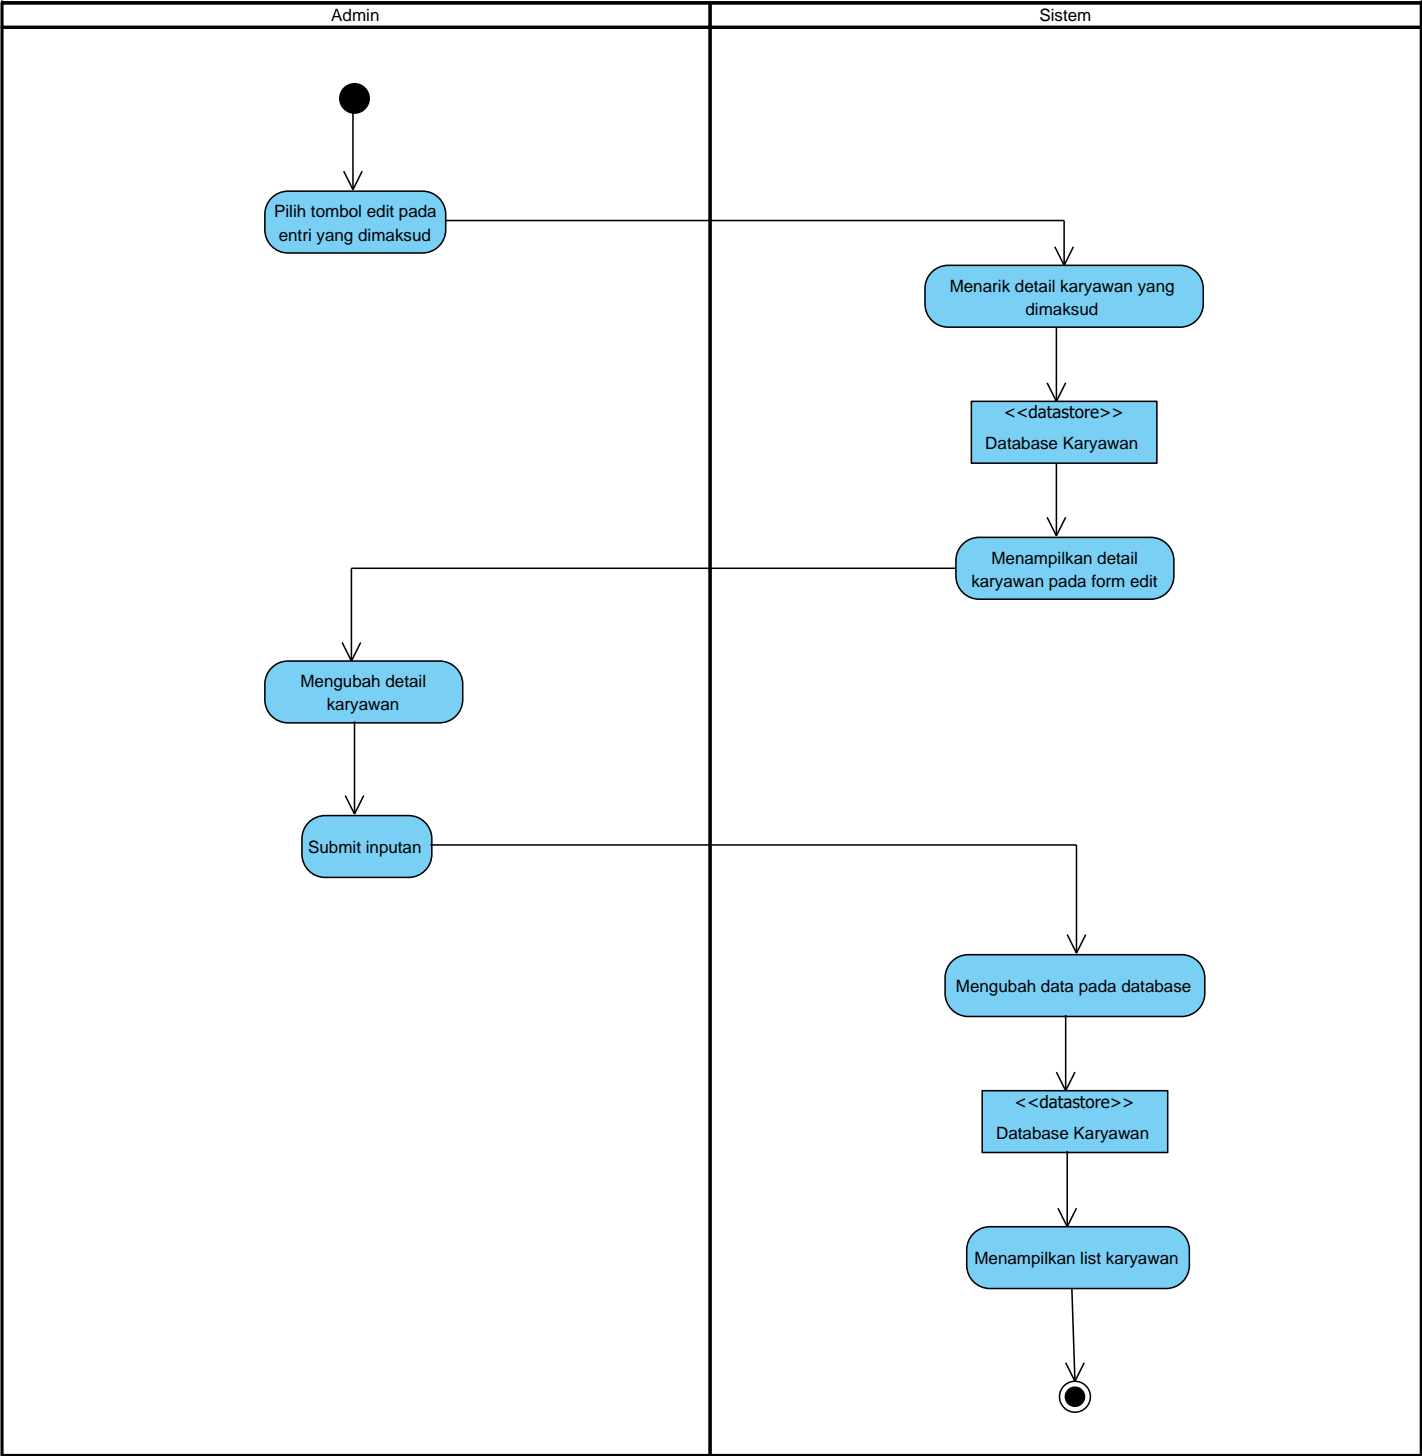 Admin
Sistem
Pilih tombol edit pada
entri yang dimaksud
Menarik detail karyawan yang
dimaksud
<<datastore>>
Database Karyawan
Menampilkan detail
karyawan pada form edit
Mengubah detail
karyawan
Submit inputan
Mengubah data pada database
<<datastore>>
Database Karyawan
Menampilkan list karyawan